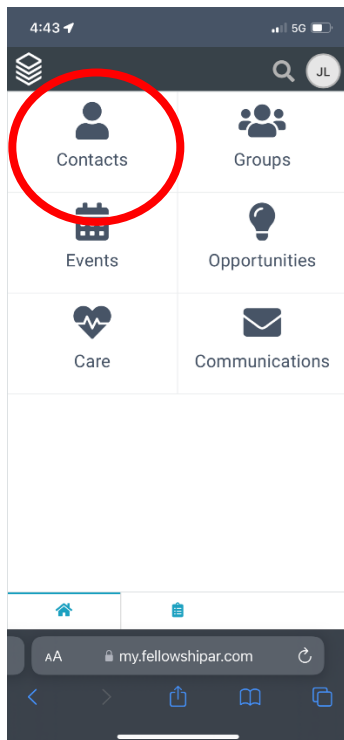 4:43 5G
JL
Contacts Groups
Events Opportunities
Care Communications
AA my.fellowshipar.com